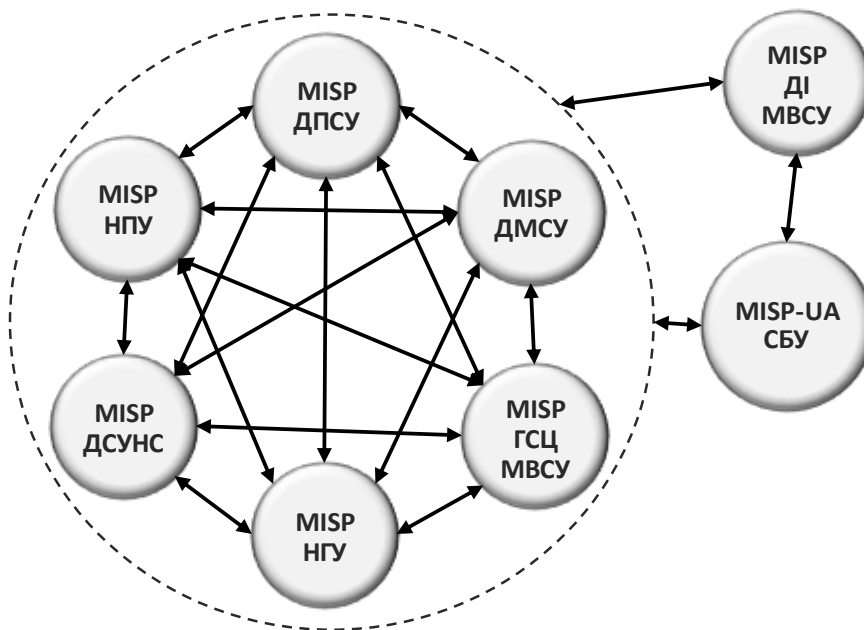 MISP
ДПСУ
MISP
ДІ
МВСУ
MISP
НПУ
MISP
ДМСУ
MISP-UA
СБУ
MISP
ДСУНС
MISP
ГСЦ
МВСУ
MISP
НГУ